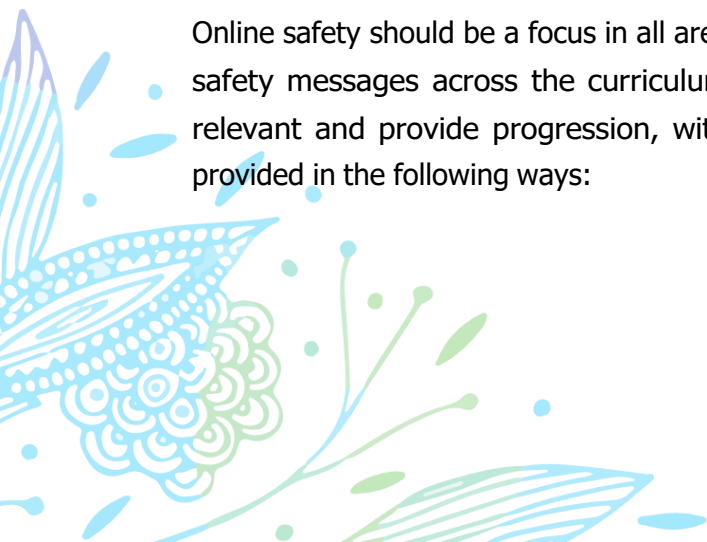 Online safety should be a focus in all are
safety messages across the curriculu
relevant and provide progression, wit
provided in the following ways: